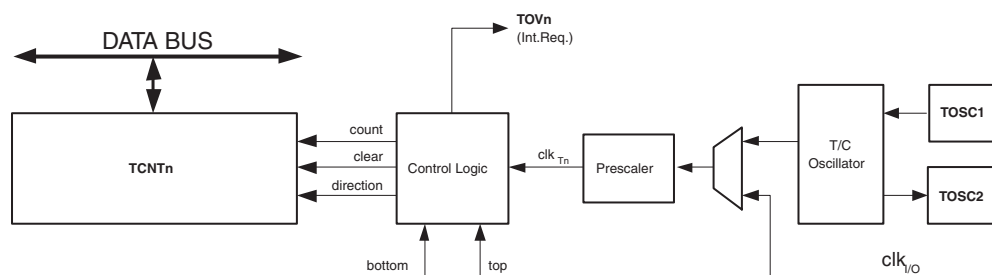 DATA BUS
TOVn
(Int.Req.)
TCNTn
count
clear
direction
Control Logic
clk Tn
Prescaler
T/C
Oscillator
TOSC1
TOSC2
bottom
top
clk I/O